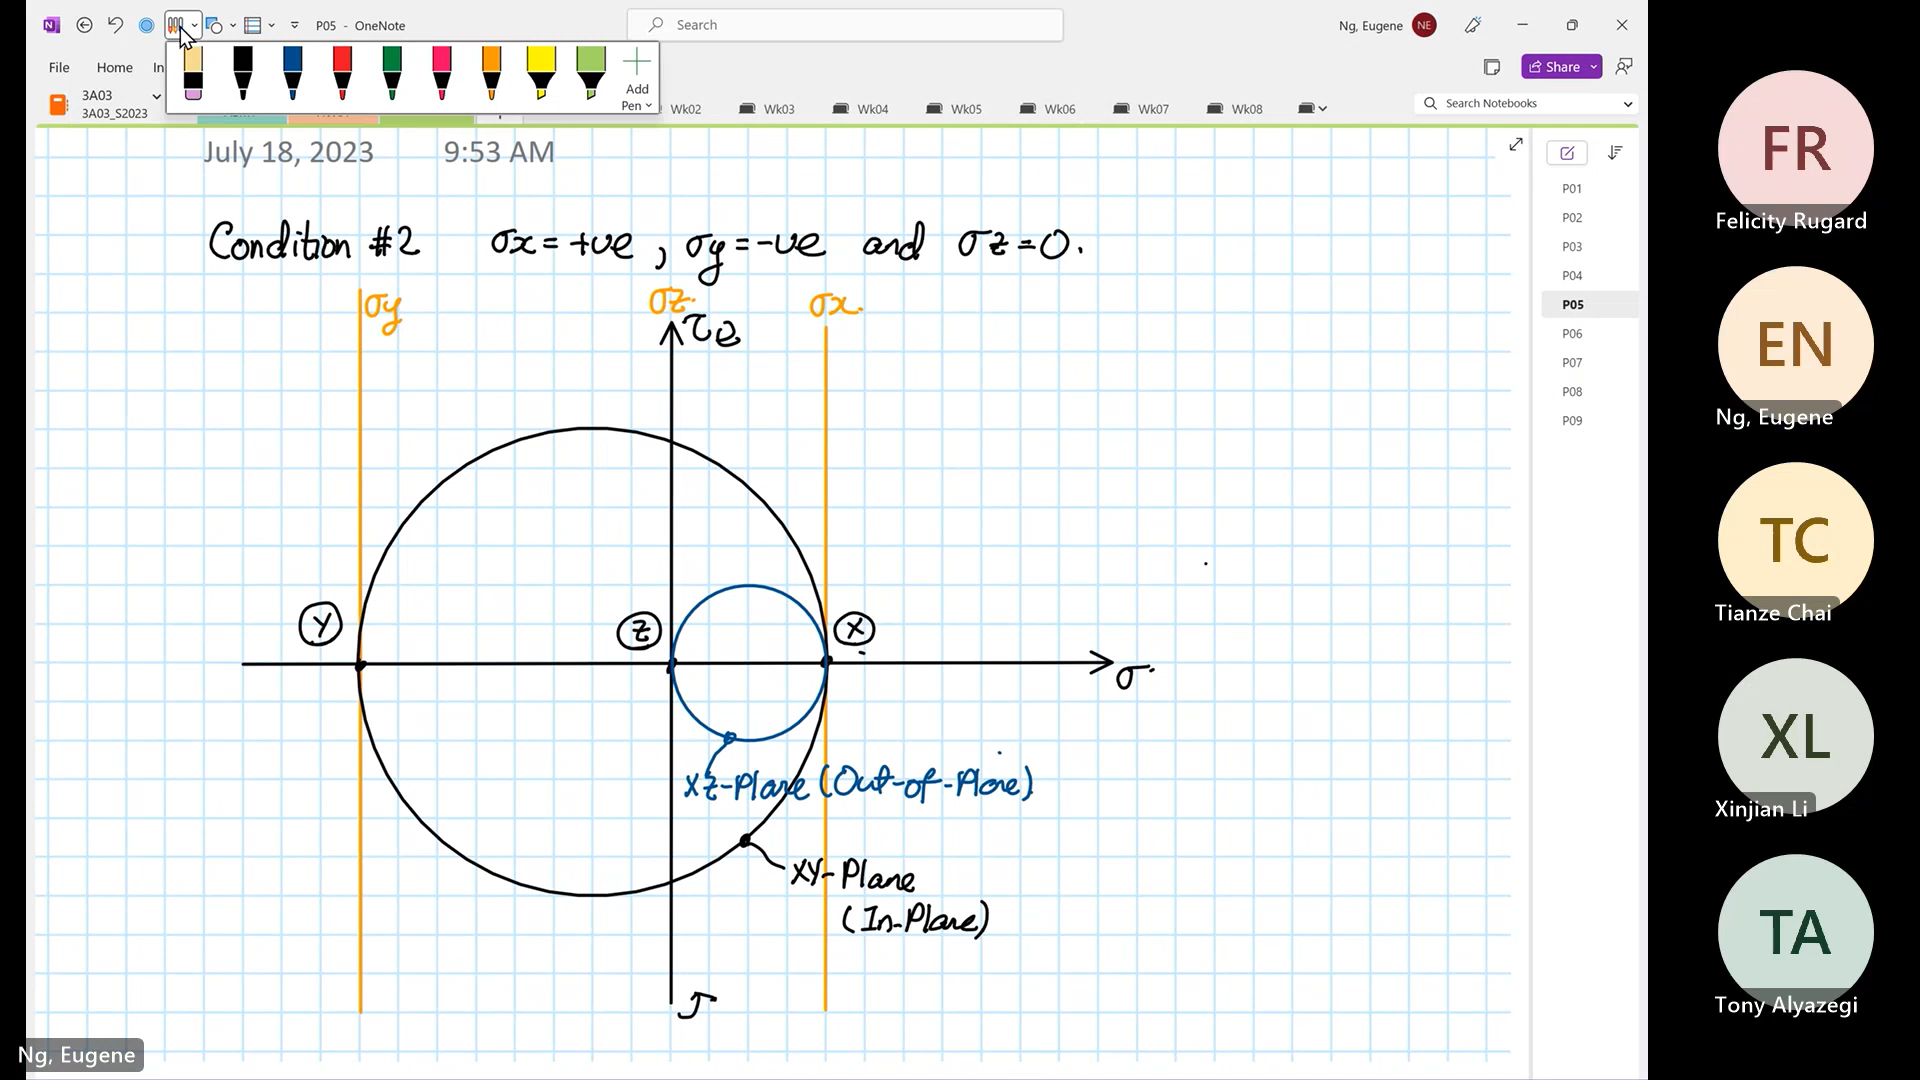 P05 - OneNote
Search
Ng, Eugene
NE
File
Home
In
Share
3A03
3A03_S2023
Add
Pen
Wk02
Wk03
Wk04
Wk05
Wk06
Wk07
Wk08
Search Notebooks
July 18, 2023
9:53 AM
P01
P02
P03
P04
P05
P06
P07
P08
P09
Condition #2 σx = +ve , σy = -ve and σz = 0.
σy
σz
σx
σ
Y
Z
X
XZ-Plane (Out-of-Plane)
XY-Plane
(In-Plane)
FR
Felicity Rugard
EN
Ng, Eugene
TC
Tianze Chai
XL
Xinjian Li
TA
Tony Alyazegi
Ng, Eugene